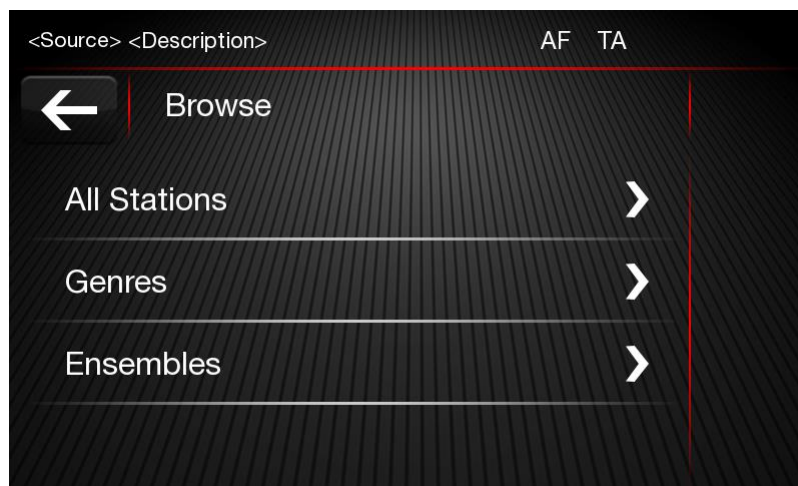 <Source> <Description> AF TA
Browse
All Stations
Genres
Ensembles